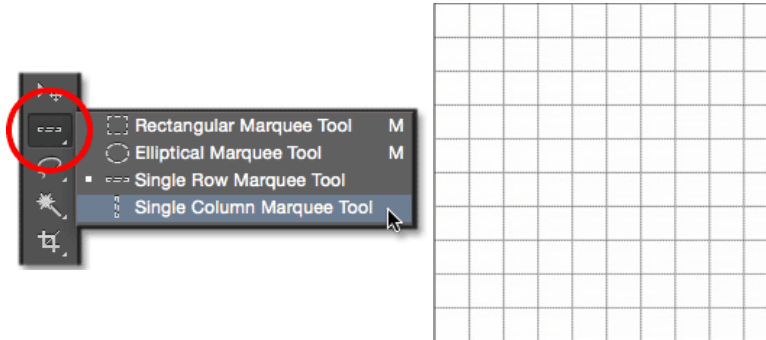 Rectangular Marquee Tool M
Elliptical Marquee Tool M
Single Row Marquee Tool
Single Column Marquee Tool